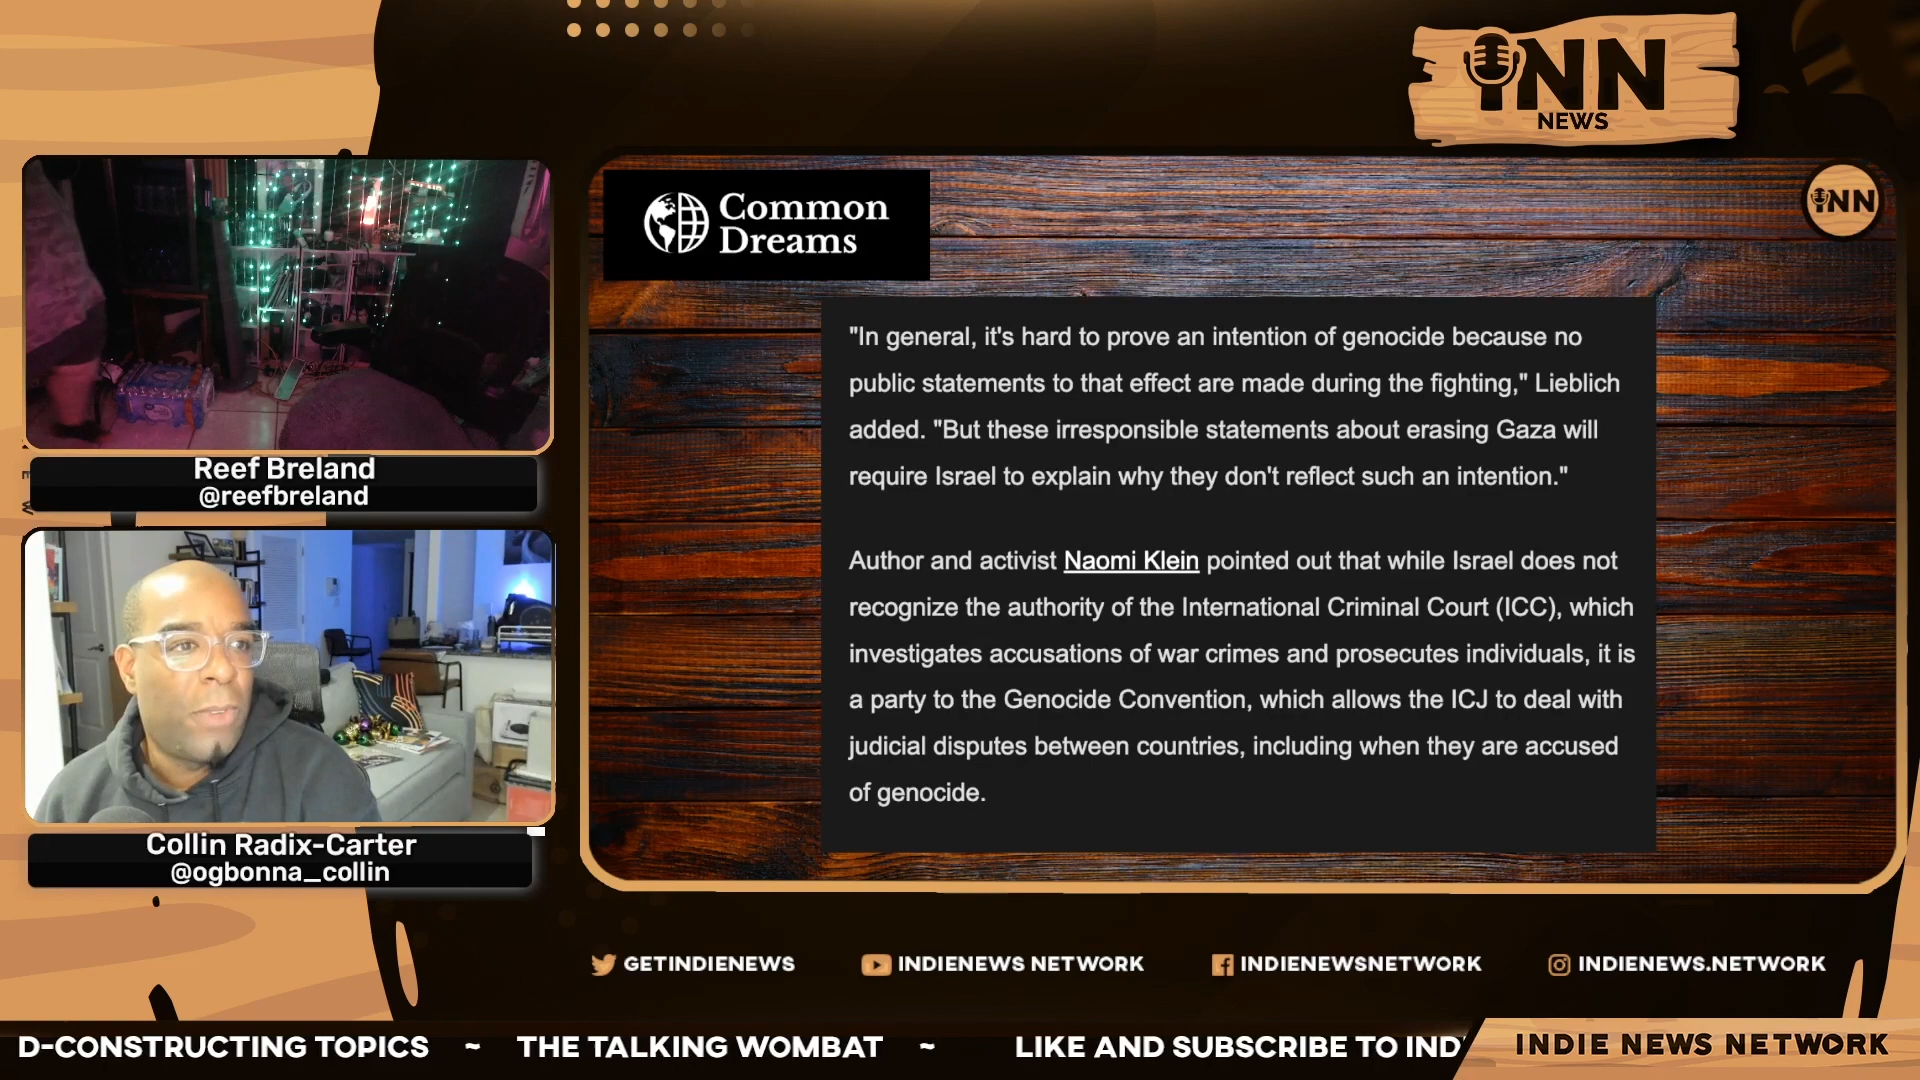 iNN
NEWS
iNN
Common
Dreams
"In general, it's hard to prove an intention of genocide because no
public statements to that effect are made during the fighting," Lieblich
added. "But these irresponsible statements about erasing Gaza will
require Israel to explain why they don't reflect such an intention."
Author and activist Naomi Klein pointed out that while Israel does not
recognize the authority of the International Criminal Court (ICC), which
investigates accusations of war crimes and prosecutes individuals, it is
a party to the Genocide Convention, which allows the ICJ to deal with
judicial disputes between countries, including when they are accused
of genocide.
Reef Breland
@reefbreland
Collin Radix-Carter
@ogbonna_collin
GETINDIENEWS
INDIENEWS NETWORK
INDIENEWSNETWORK
INDIENEWS.NETWORK
D-CONSTRUCTING TOPICS ~ THE TALKING WOMBAT ~ LIKE AND SUBSCRIBE TO IND
INDIE NEWS NETWORK